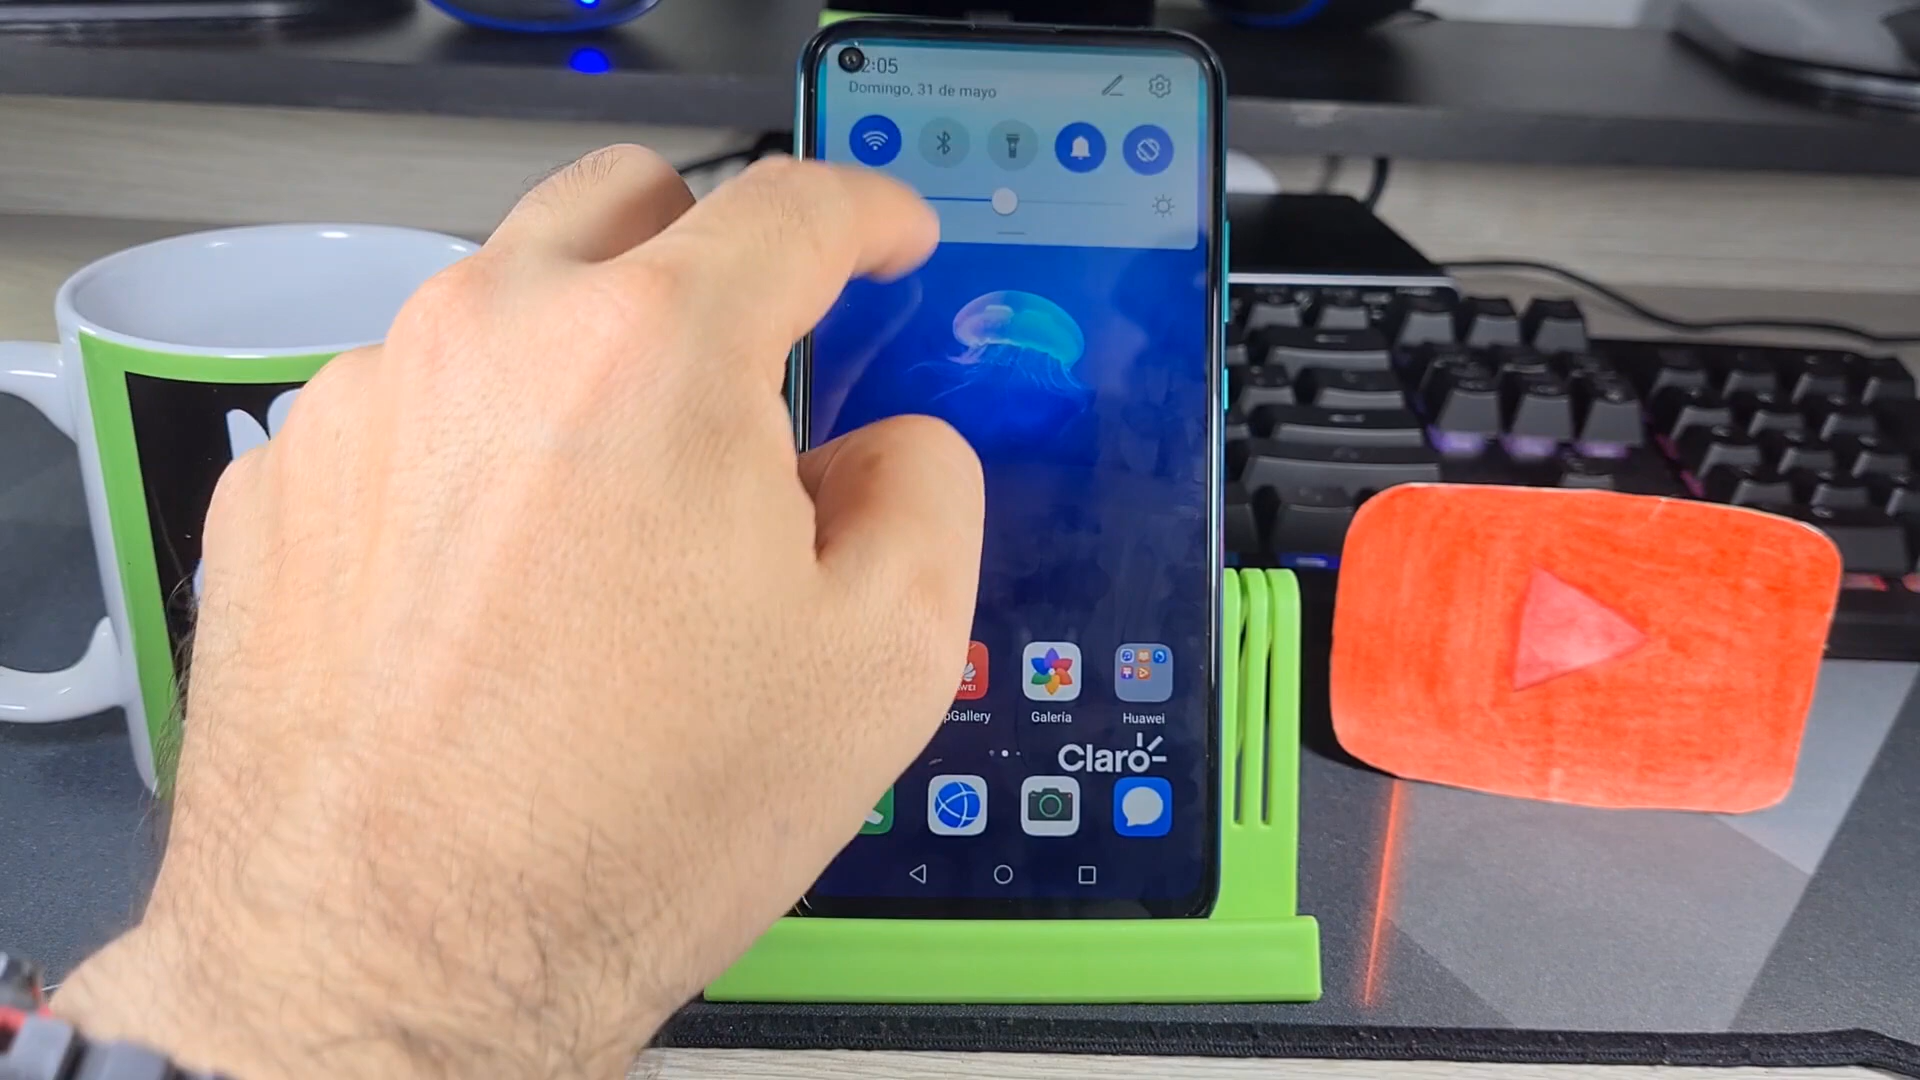 2:05
Domingo, 31 de mayo
pGallery
Galería
Huawei
Claro